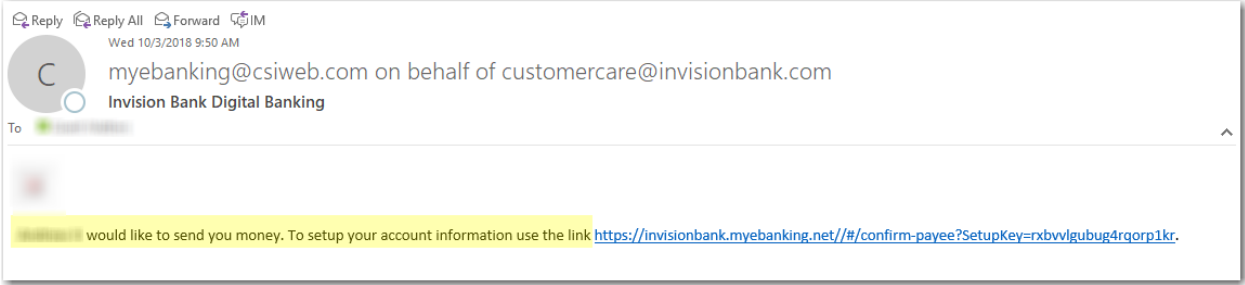 Reply Reply All Forward IM
Wed 10/3/2018 9:50 AM
C
myebanking@csiweb.com on behalf of customercare@invisionbank.com
Invision Bank Digital Banking
To
would like to send you money. To setup your account information use the link https://invisionbank.myebanking.net//#/confirm-payee?SetupKey=rxbvvlgubug4rqorp1kr.